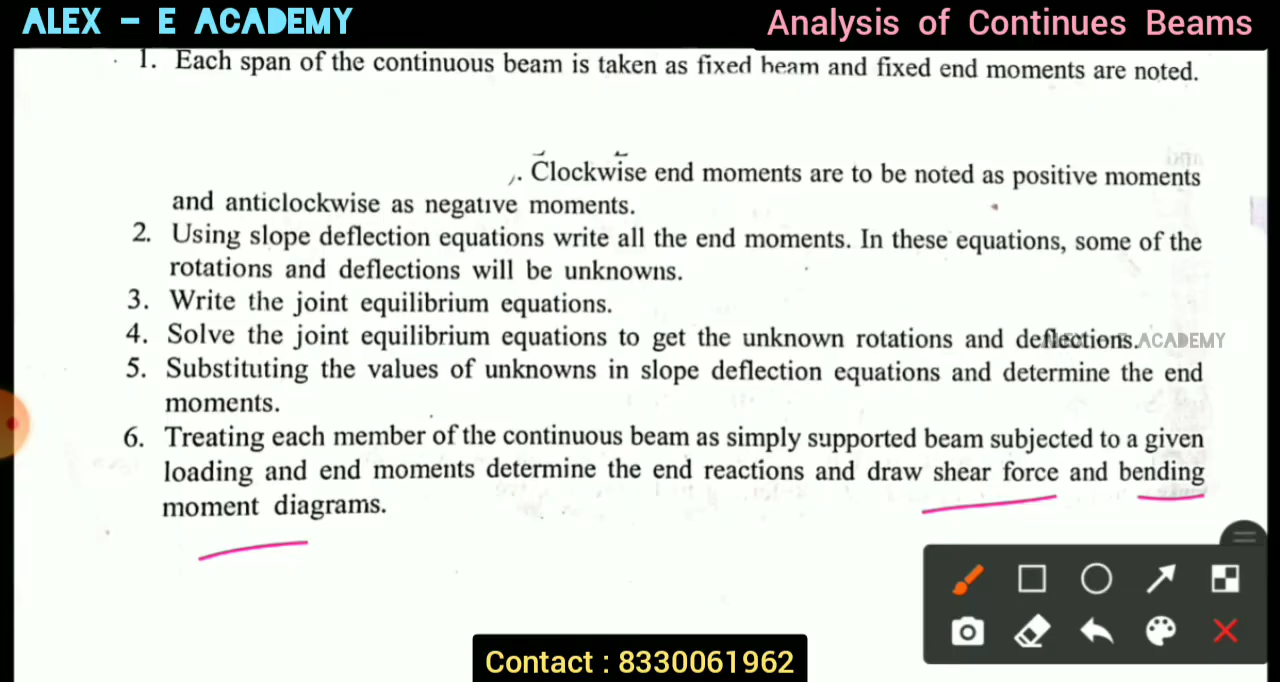 ALEX – E ACADEMY
Analysis of Continues Beams
1. Each span of the continuous beam is taken as fixed beam and fixed end moments are noted.
Clockwise end moments are to be noted as positive moments
and anticlockwise as negative moments.
2. Using slope deflection equations write all the end moments. In these equations, some of the
rotations and deflections will be unknowns.
3. Write the joint equilibrium equations.
4. Solve the joint equilibrium equations to get the unknown rotations and deflections.
ALEX – E ACADEMY
5. Substituting the values of unknowns in slope deflection equations and determine the end
moments.
6. Treating each member of the continuous beam as simply supported beam subjected to a given
loading and end moments determine the end reactions and draw shear force and bending
moment diagrams.
Contact : 8330061962